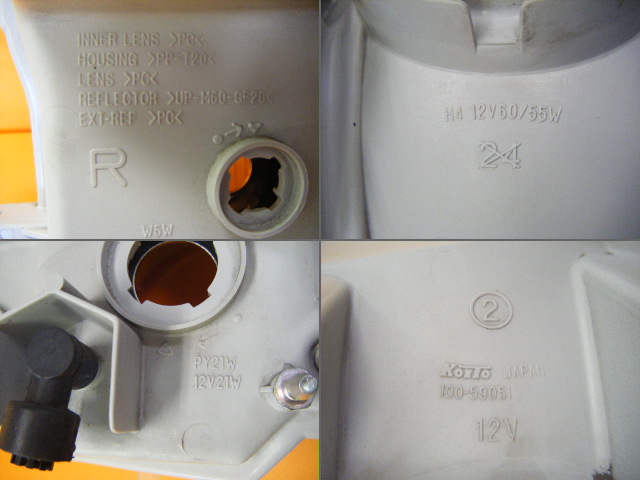 INNER LENS >PC<
HOUSING >PP-T20<
LENS >PC<
REFLECTOR >UP-M60-GF20<
EXT-REF >PC<
R
W5W
H4 12V60/55W
24
PY21W
12V21W
2
KOITO JAPAN
100-59051
12V